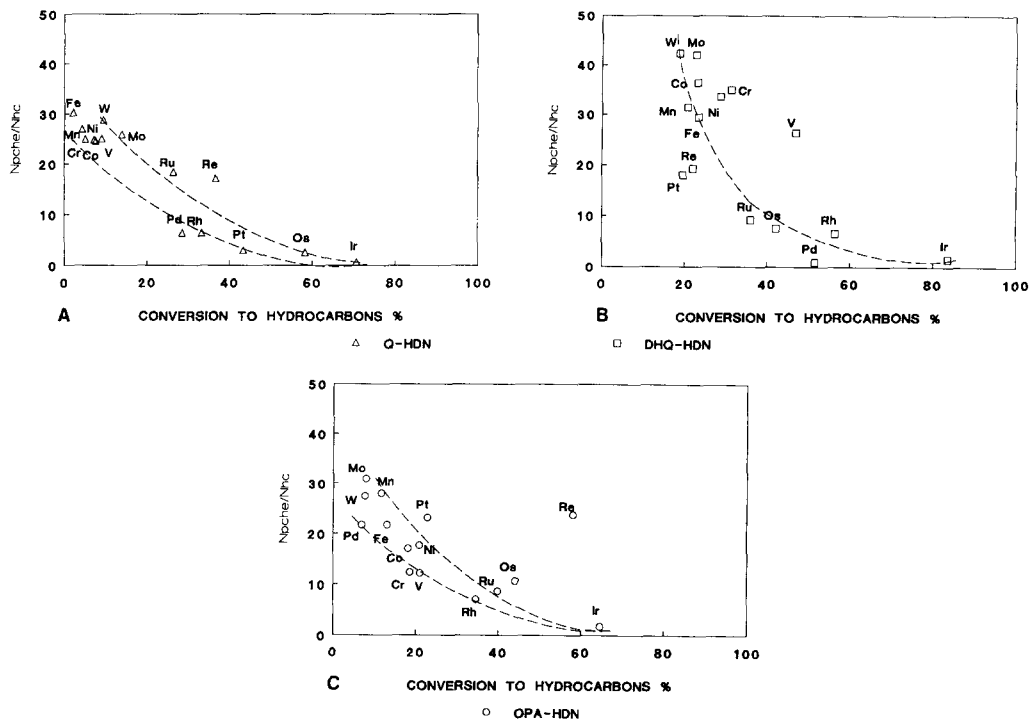 50
40
30
20
10
0
Npche/Nhc
Fe
W
Mn
Ni
Mo
Cr
Co
V
Ru
Re
Pd
Rh
Pt
Os
Ir
0
20
40
60
80
100
A
CONVERSION TO HYDROCARBONS %
△ Q-HDN
50
40
30
20
10
0
Npche/Nhc
W
Mo
Co
Cr
Mn
Ni
Fe
V
Re
Pt
Ru
Os
Rh
Pd
Ir
0
20
40
60
80
100
B
CONVERSION TO HYDROCARBONS %
□ DHQ-HDN
50
40
30
20
10
0
Npche/Nhc
Mo
Mn
W
Pt
Re
Pd
Fe
Co
Ni
Cr
V
Ru
Os
Rh
Ir
0
20
40
60
80
100
C
CONVERSION TO HYDROCARBONS %
○ OPA-HDN